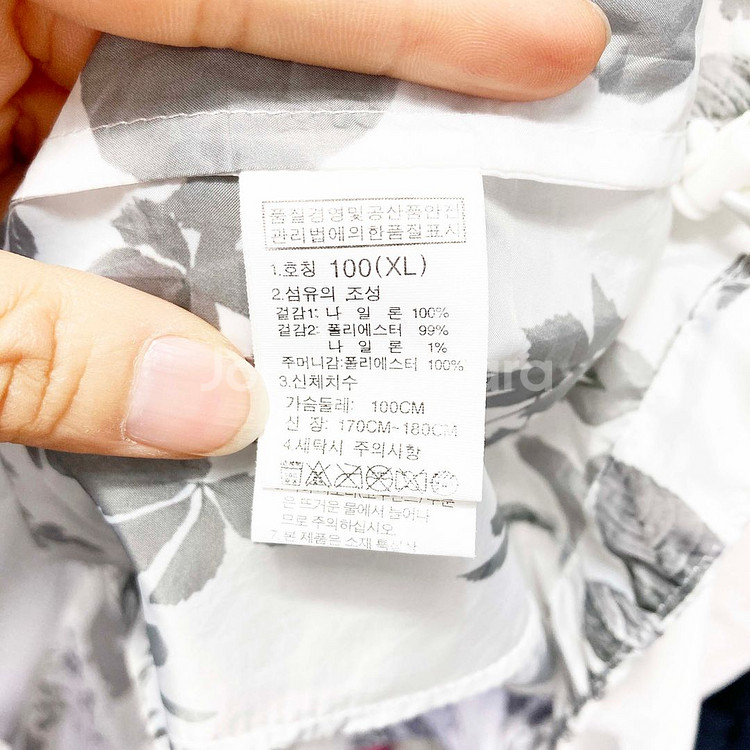 품질경영및공산품안전
관리법에의한품질표시
1.호칭 100(XL)
2.섬유의 조성
겉감1: 나 일 론 100%
겉감2: 폴리에스터 99%
나 일 론 1%
주머니감:폴리에스터 100%
3.신체치수
가슴둘레: 100CM
신 장: 170CM~180CM
4.세탁시 주의사항
은 뜨거운 물에서 늘어나
므로 주의하십시오
7.본 제품은 소재 특성상